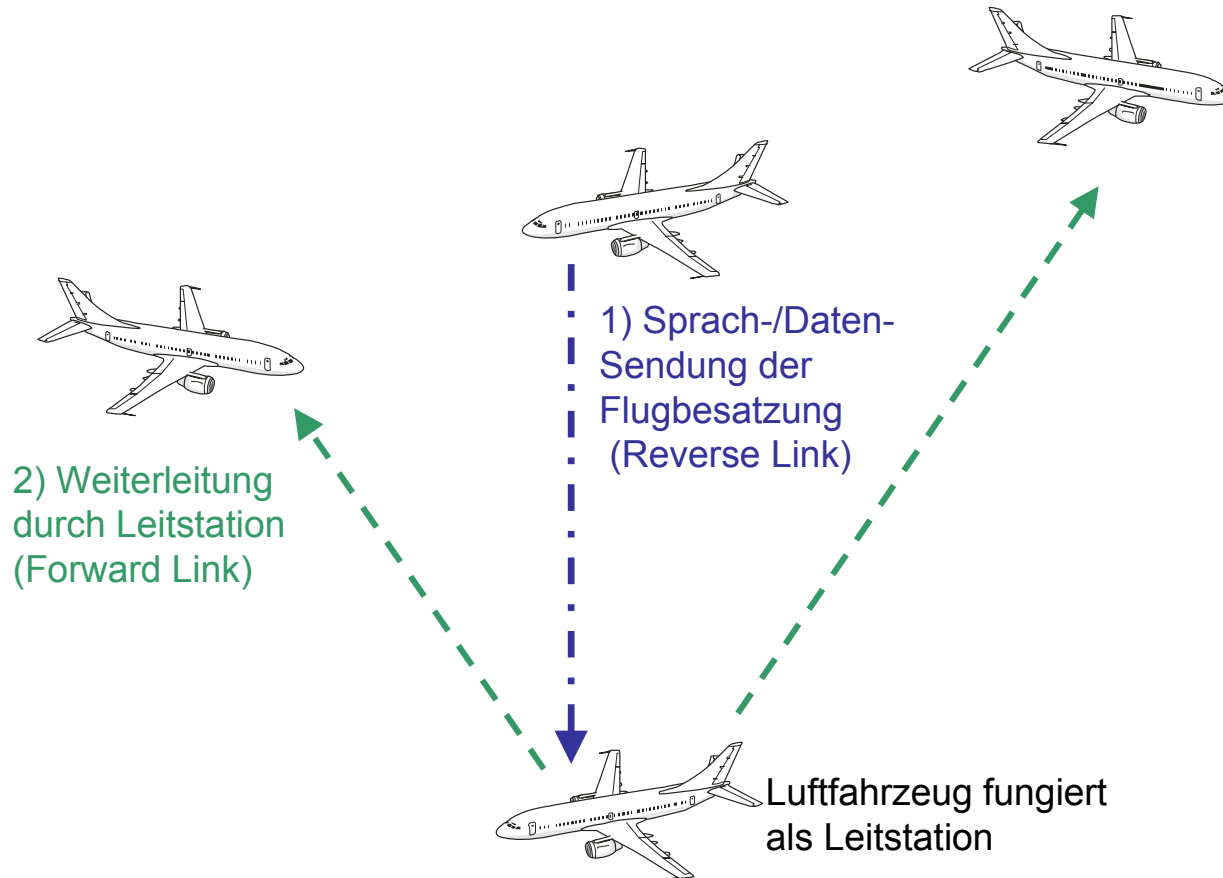 1) Sprach-/Daten-
Sendung der
Flugbesatzung
(Reverse Link)
2) Weiterleitung
durch Leitstation
(Forward Link)
Luftfahrzeug fungiert
als Leitstation